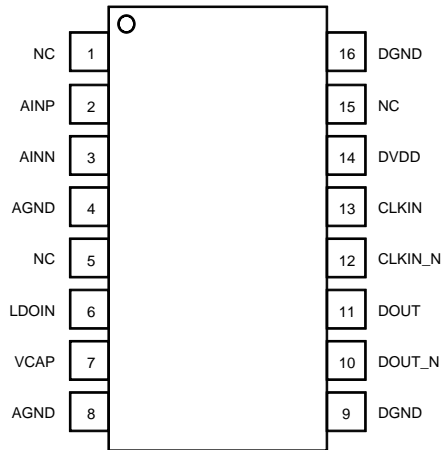 NC 1 16 DGND
AINP 2 15 NC
AINN 3 14 DVDD
AGND 4 13 CLKIN
NC 5 12 CLKIN_N
LDOIN 6 11 DOUT
VCAP 7 10 DOUT_N
AGND 8 9 DGND